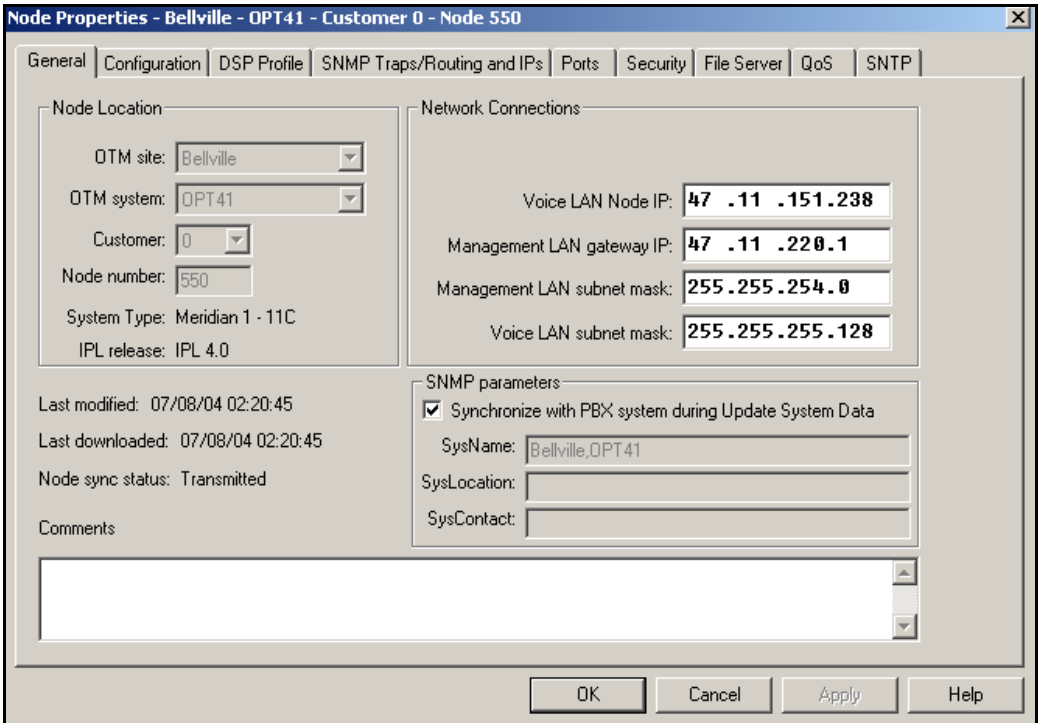 Node Properties - Bellville - OPT41 - Customer 0 - Node 550
General Configuration DSP Profile SNMP Traps/Routing and IPs Ports Security File Server QoS SNTP
Node Location
OTM site: Bellville
OTM system: OPT41
Customer: 0
Node number: 550
System Type: Meridian 1 - 11C
IPL release: IPL 4.0
Network Connections
Voice LAN Node IP: 47 .11 .151.238
Management LAN gateway IP: 47 .11 .220.1
Management LAN subnet mask: 255.255.254.0
Voice LAN subnet mask: 255.255.255.128
Last modified: 07/08/04 02:20:45
Last downloaded: 07/08/04 02:20:45
Node sync status: Transmitted
SNMP parameters
Synchronize with PBX system during Update System Data
SysName: Bellville,OPT41
SysLocation:
SysContact:
Comments
OK Cancel Apply Help